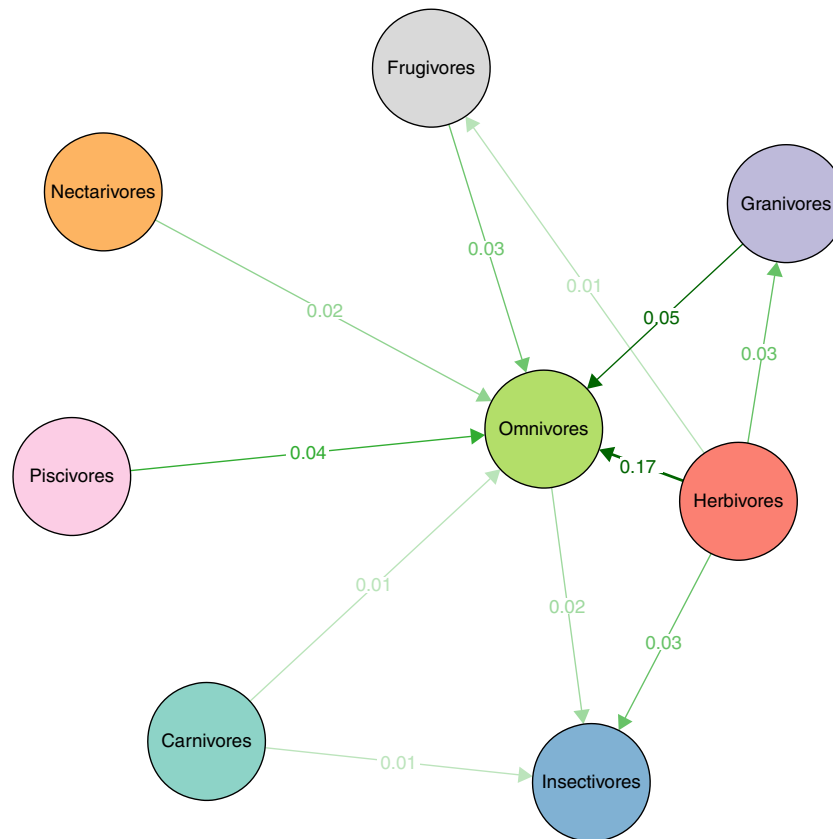 Frugivores
Nectarivores
Granivores
0.03
0.01
0.02
0.05
0.03
Omnivores
0.04
0.17
Piscivores
Herbivores
0.01
0.02
0.03
Carnivores
0.01
Insectivores